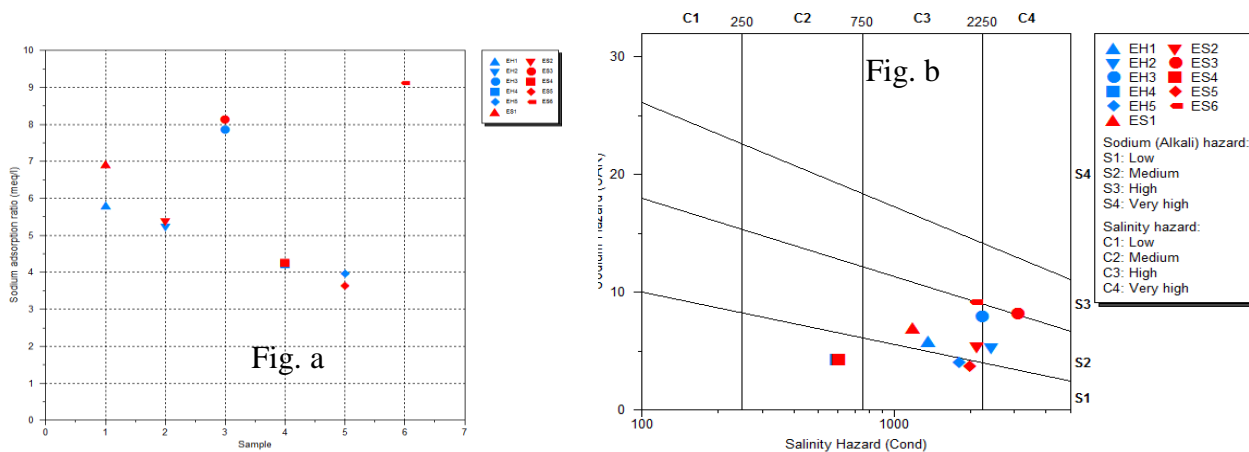 10
9
8
7
6
5
4
3
2
1
0
Sodium adsorption ratio (meq/l)
0 1 2 3 4 5 6 7
Sample
Fig. a
EH1
EH2
EH3
EH4
EH5
ES1
ES2
ES3
ES4
ES5
ES6
C1 250 C2 750 C3 2250 C4
Fig. b
30
20
10
0
Sodium Hazard
100 1000
Salinity Hazard (Cond)
S4
S3
S2
S1
EH1
EH2
EH3
EH4
EH5
ES1
ES2
ES3
ES4
ES5
ES6
Sodium (Alkali) hazard:
S1: Low
S2: Medium
S3: High
S4: Very high
Salinity hazard:
C1: Low
C2: Medium
C3: High
C4: Very high